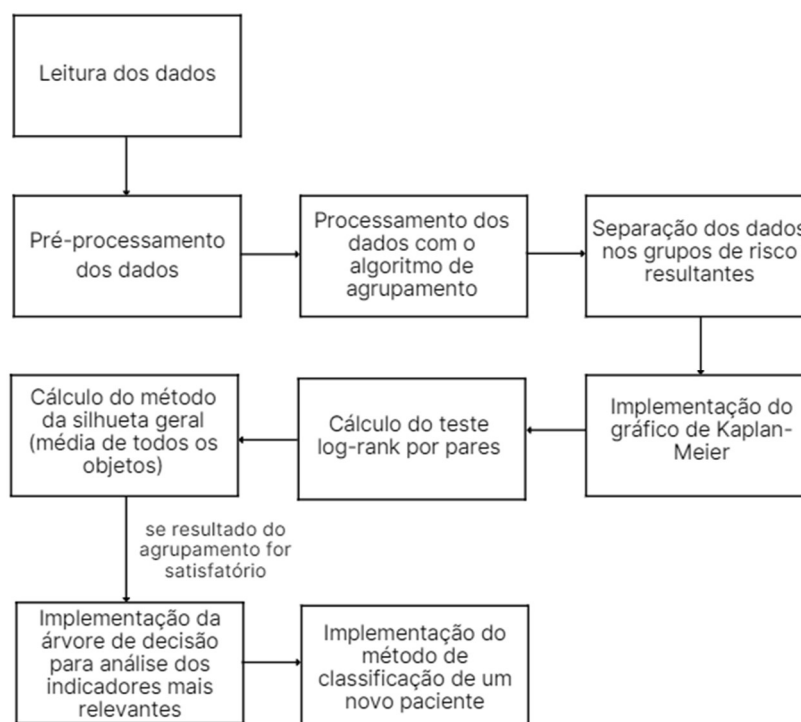 Leitura dos dados
Pré-processamento
dos dados
Processamento dos
dados com o
algoritmo de
agrupamento
Separação dos dados
nos grupos de risco
resultantes
Implementação do
gráfico de Kaplan-
Meier
Cálculo do teste
log-rank por pares
Cálculo do método
da silhueta geral
(média de todos os
objetos)
se resultado do
agrupamento for
satisfatório
Implementação da
árvore de decisão
para análise dos
indicadores mais
relevantes
Implementação do
método de
classificação de um
novo paciente